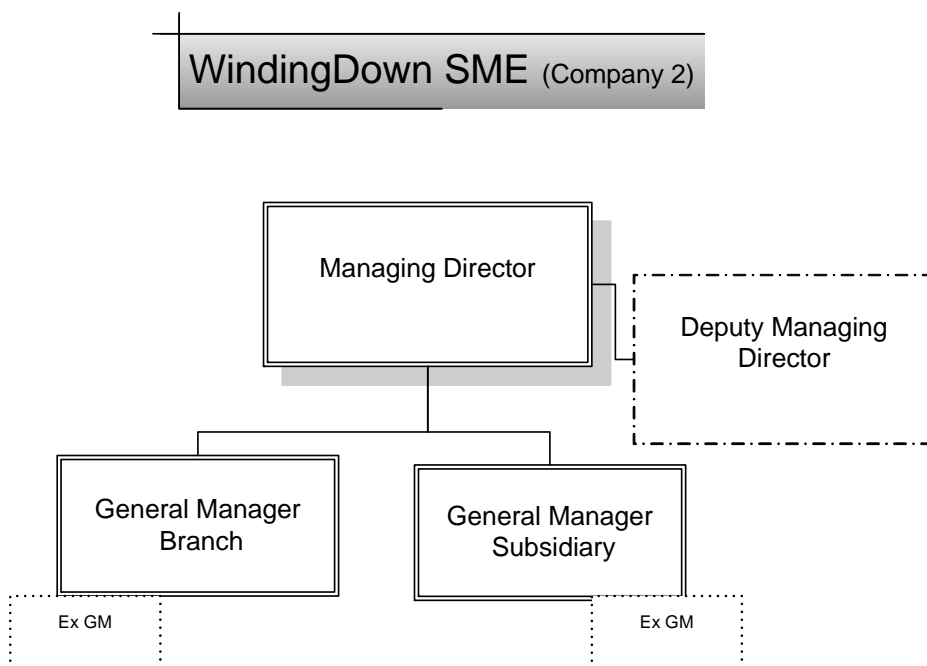 WindingDown SME (Company 2)
Managing Director
Deputy Managing
Director
General Manager
Branch
General Manager
Subsidiary
Ex GM
Ex GM